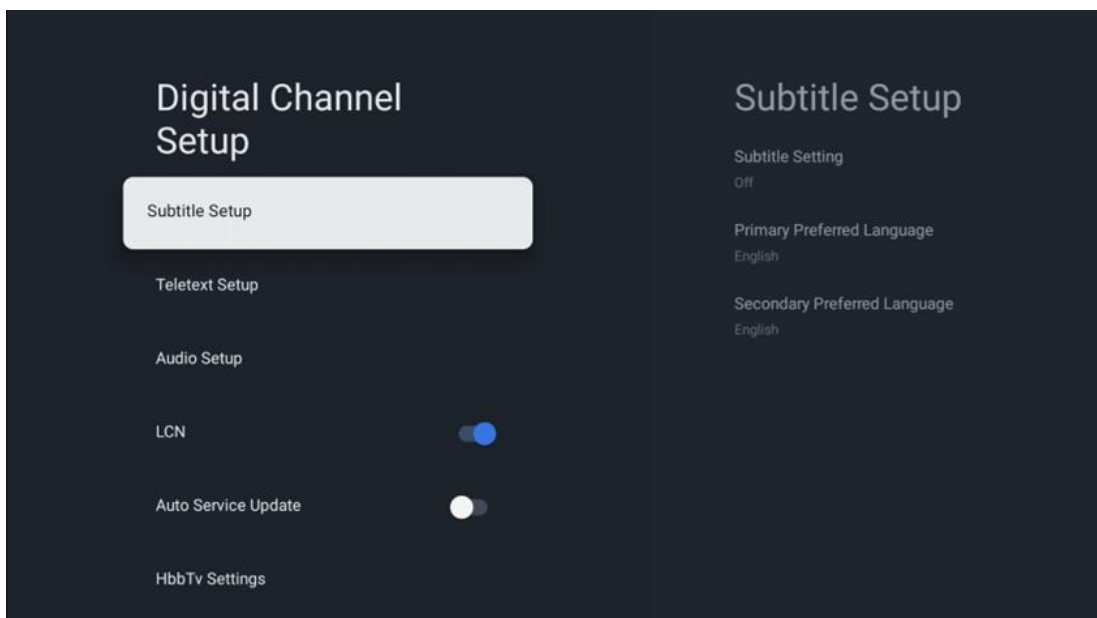 Digital Channel
Setup
Subtitle Setup
Teletext Setup
Audio Setup
LCN
Auto Service Update
HbbTv Settings
Subtitle Setup
Subtitle Setting
Off
Primary Preferred Language
English
Secondary Preferred Language
English